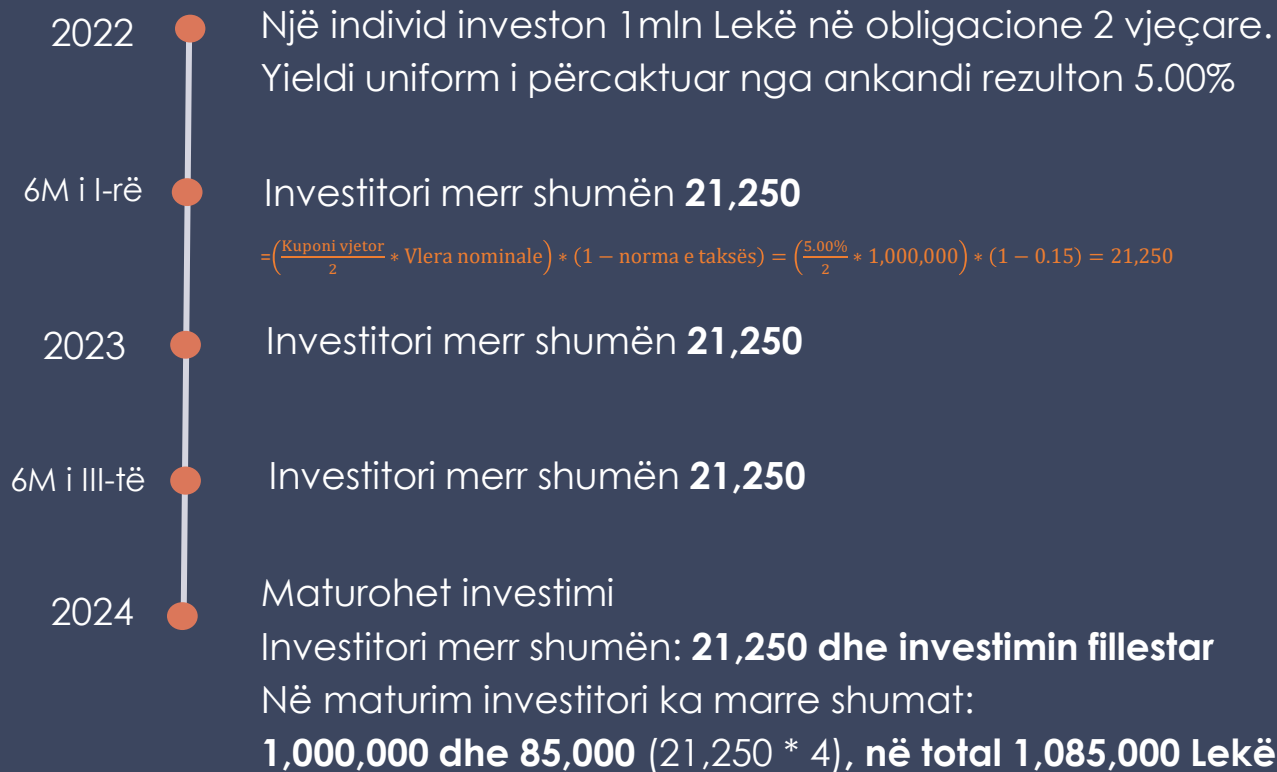 2022
Një individ investon 1mln Lekë në obligacione 2 vjeçare.
Yieldi uniform i përcaktuar nga ankandi rezulton 5.00%
6M i I-rë
Investitori merr shumën 21,250
=(Kuponi vjetor/2 * Vlera nominale) * (1 − norma e taksës) = (5.00%/2 * 1,000,000) * (1 − 0.15) = 21,250
2023
Investitori merr shumën 21,250
6M i III-të
Investitori merr shumën 21,250
2024
Maturohet investimi
Investitori merr shumën: 21,250 dhe investimin fillestar
Në maturim investitori ka marre shumat:
1,000,000 dhe 85,000 (21,250 * 4), në total 1,085,000 Lekë